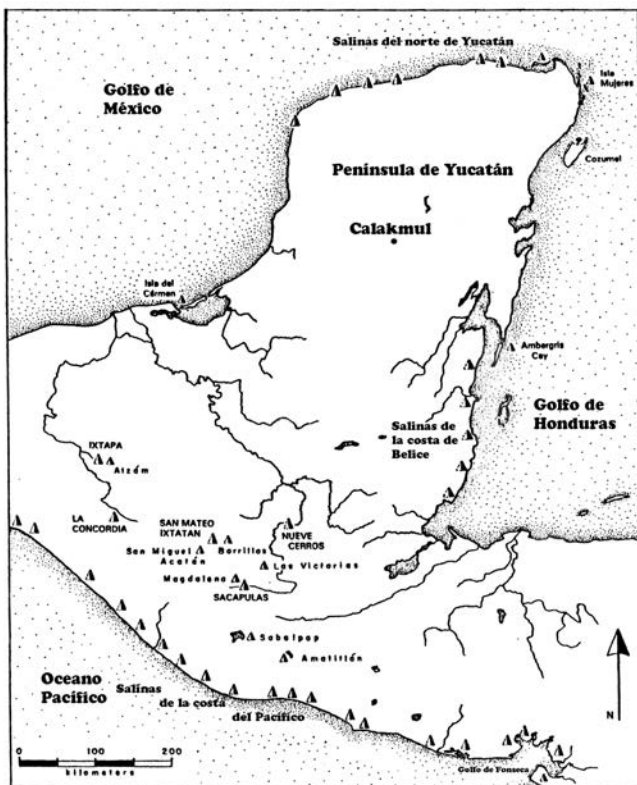 Salinas del norte de Yucatán
Golfo de
México
Isla
Mujeres
Cozumel
Península de Yucatán
Calakmul
Isla del
Cármen
Ambergris
Cay
Golfo de
Honduras
Salinas de
la costa de
Belice
IXTAPA
Atzám
LA
CONCORDIA
SAN MATEO
IXTATAN
San Miguel
Acatán
Barrillos
NUEVE
CERROS
Las Victorias
Magdalena
SACAPULAS
Sabalpop
Amatitlán
Oceano
Pacifico
Salinas
de la costa
del Pacifico
N
0 100 200
kilometers
Golfo de Fonseca